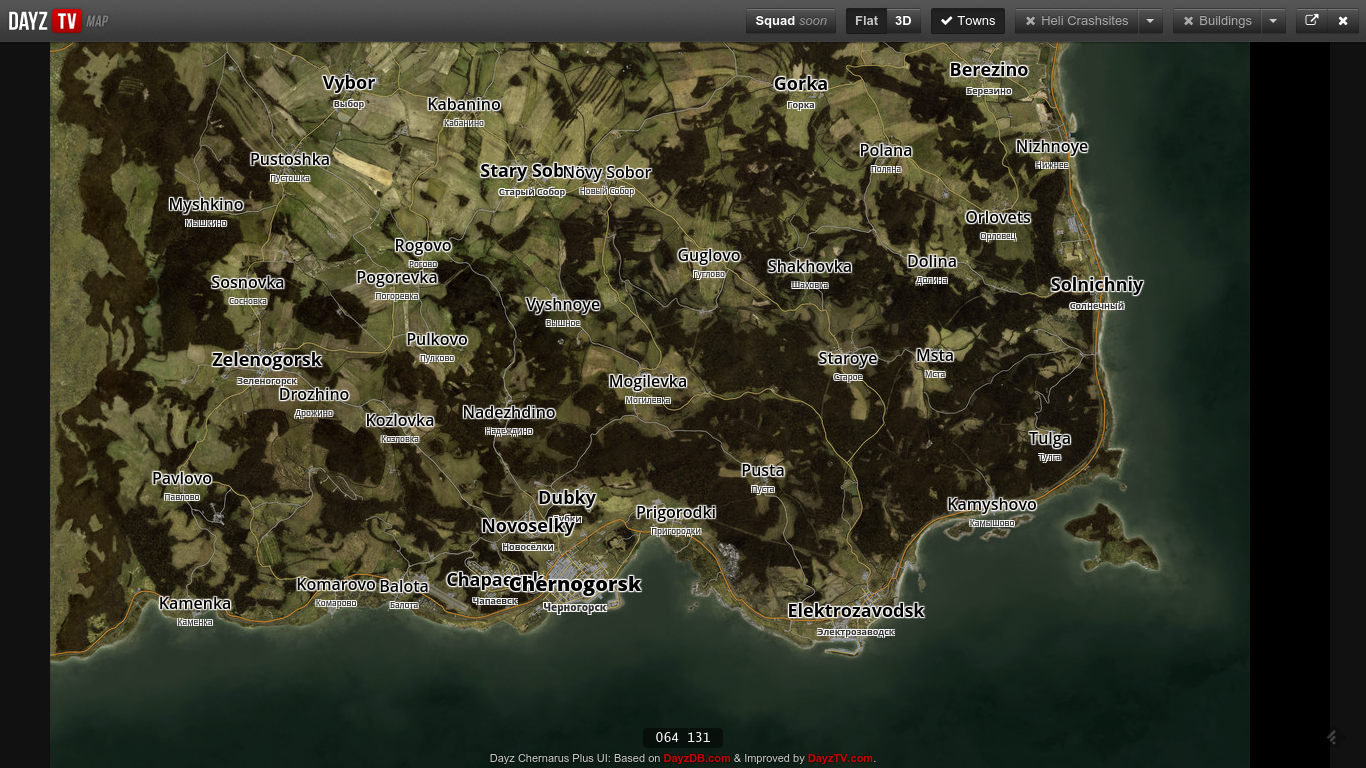 DAYZ TV MAP
Squad soon
Flat 3D
Towns
Heli Crashsites
Buildings
Berezino
Березино
Vybor
Выбор
Gorka
Горка
Kabanino
Кабанино
Nizhnoye
Нижнее
Polana
Поляна
Pustoshka
Пустошка
Stary Sob
Старый Собор
Novy Sobor
Новый Собор
Myshkino
Мышкино
Orlovets
Орловец
Rogovo
Рогово
Guglovo
Гуглово
Dolina
Долина
Shakhovka
Шаховка
Pogorevka
Погоревка
Sosnovka
Сосновка
Solnichniy
Солнечный
Vyshnoye
Вышное
Pulkovo
Пулково
Msta
Мста
Staroye
Старое
Zelenogorsk
Зеленогорск
Mogilevka
Могилевка
Drozhino
Дрожино
Nadezhdino
Надеждино
Kozlovka
Козловка
Tulga
Тулга
Pusta
Пуста
Pavlovo
Павлово
Dubky
Kamyshovo
Камышово
Prigorodki
Пригородки
Novoselky
Новосёлки
Chapaevsk
Чапаевск
Chernogorsk
Черногорск
Komarovo
Комарово
Balota
Балота
Kamenka
Каменка
Elektrozavodsk
Электрозаводск
064 131
Dayz Chernarus Plus UI: Based on DayzDB.com & Improved by DayzTV.com.